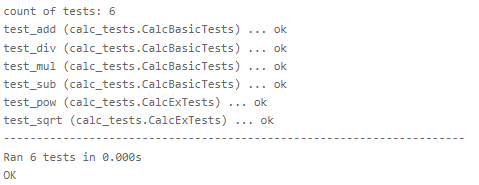 count of tests: 6
test_add (calc_tests.CalcBasicTests) ... ok
test_div (calc_tests.CalcBasicTests) ... ok
test_mul (calc_tests.CalcBasicTests) ... ok
test_sub (calc_tests.CalcBasicTests) ... ok
test_pow (calc_tests.CalcExTests) ... ok
test_sqrt (calc_tests.CalcExTests) ... ok
----------------------------------------------------------------------
Ran 6 tests in 0.000s
OK